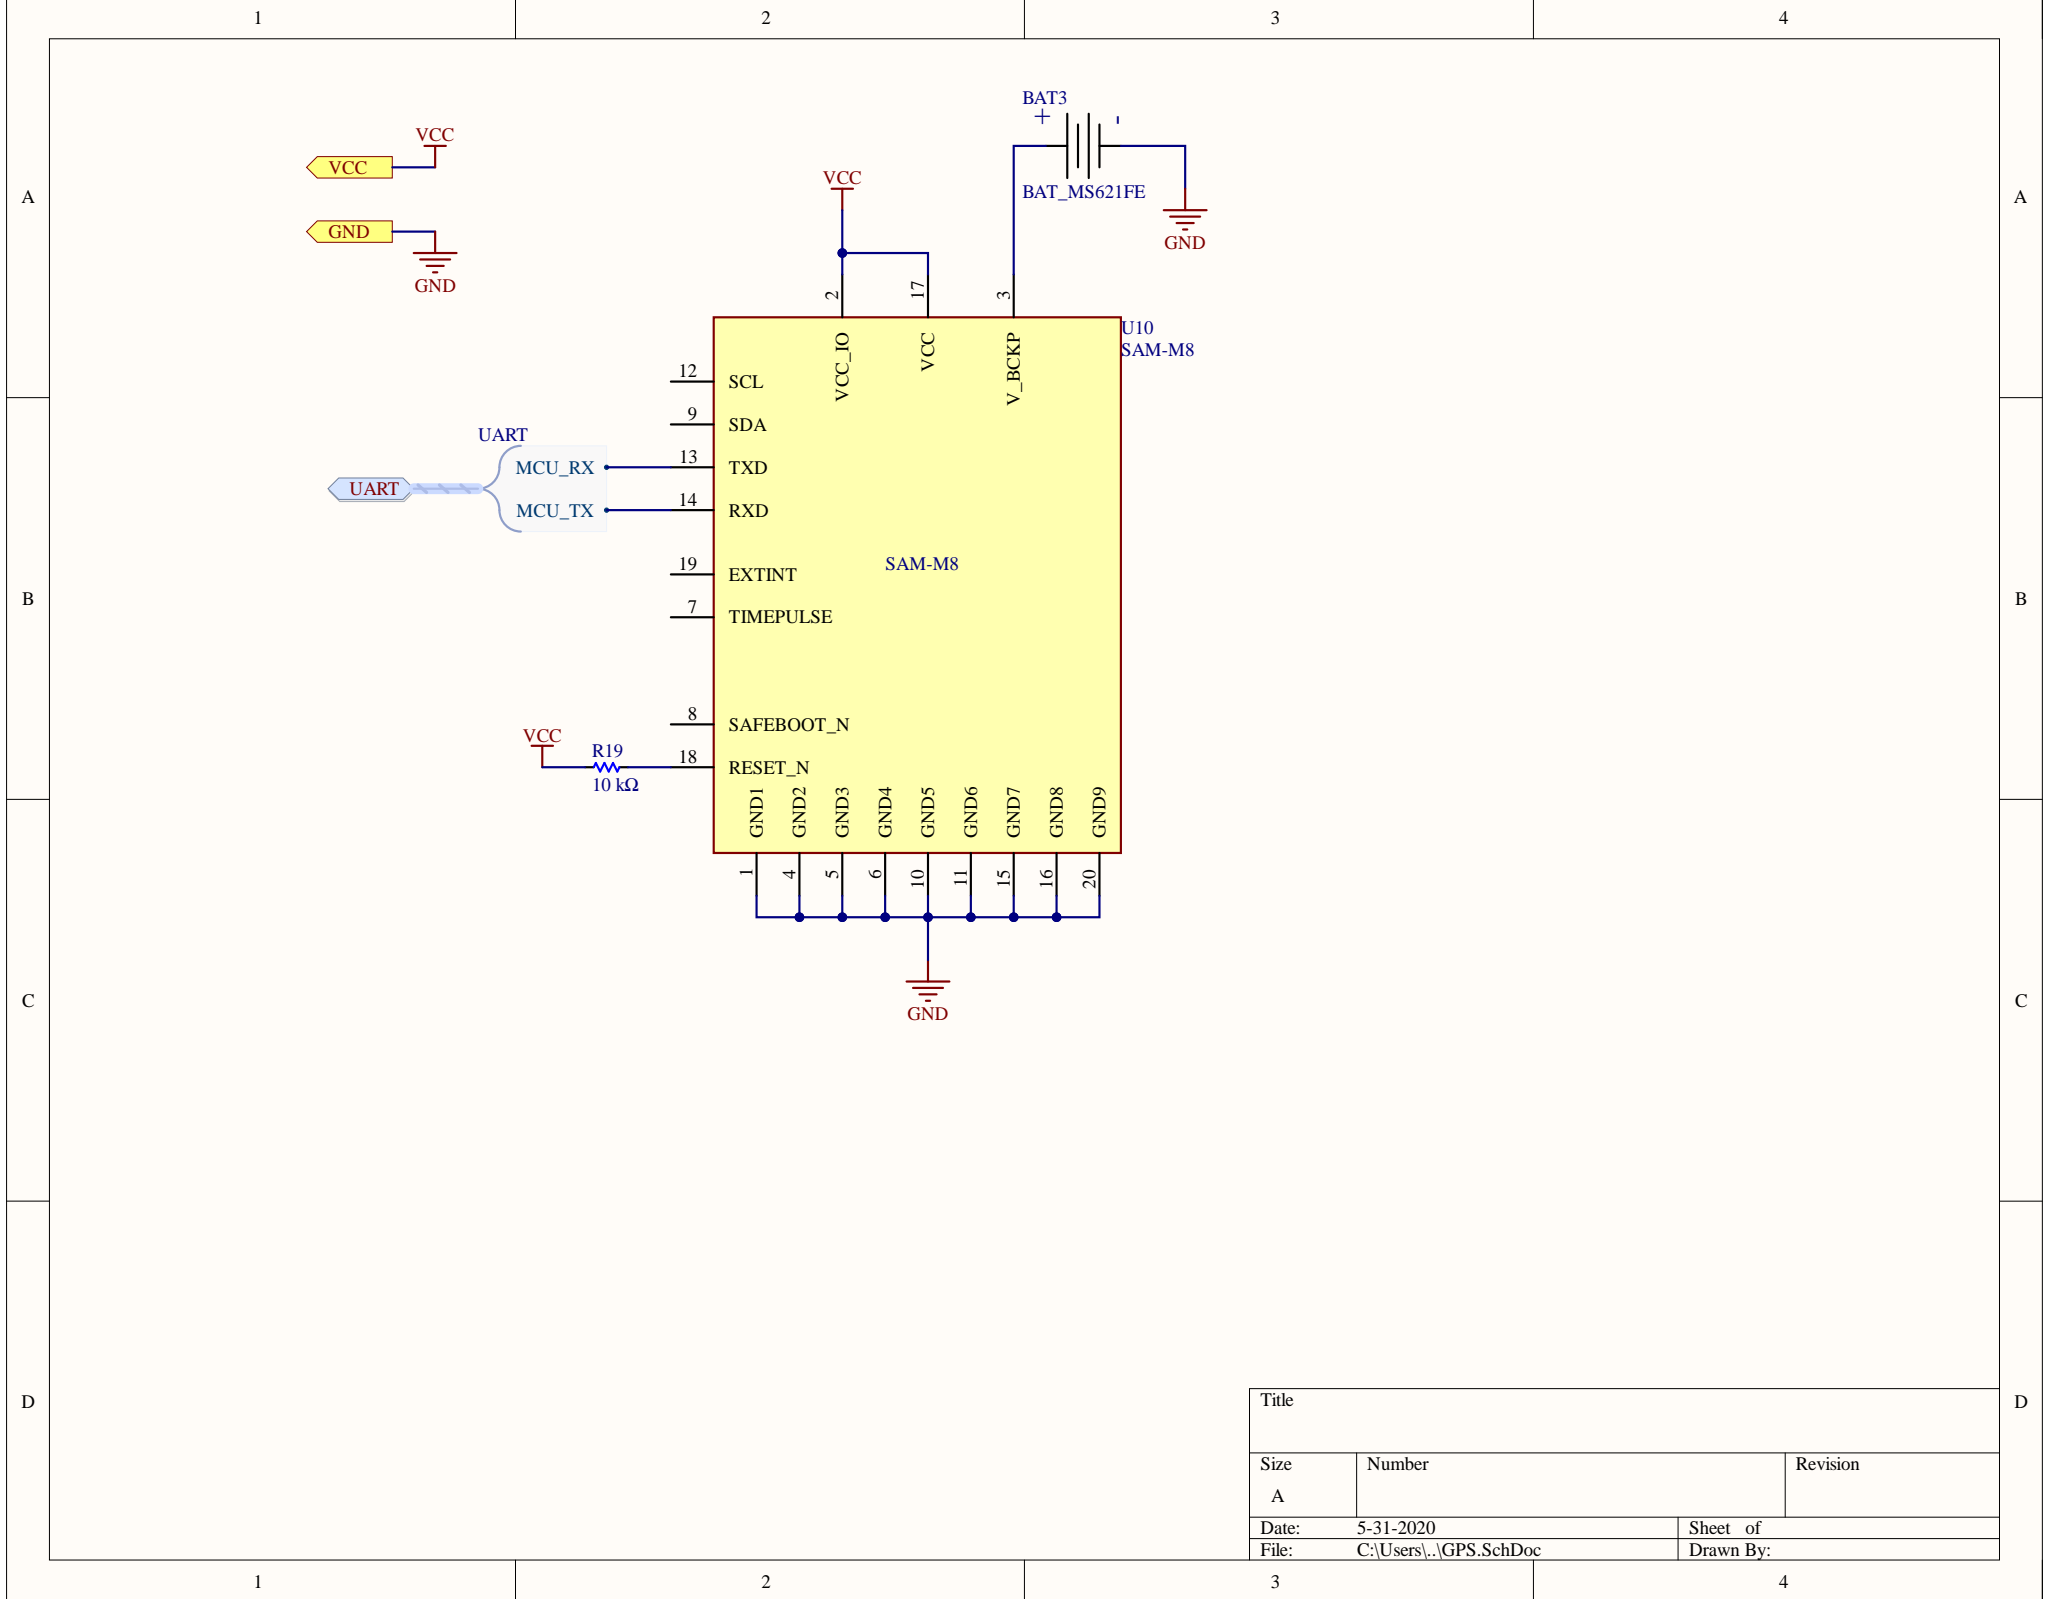 1 2 3 4
A A
B B
C C
D D
VCC
VCC
GND
GND
BAT3
+ -
BAT_MS621FE
GND
VCC
2 17 3
VCC_IO VCC V_BCKP
U10
SAM-M8
12 SCL
9 SDA
UART
UART
MCU_RX 13 TXD
MCU_TX 14 RXD
SAM-M8
19 EXTINT
7 TIMEPULSE
8 SAFEBOOT_N
VCC
R19
10 kΩ
18 RESET_N
GND1 GND2 GND3 GND4 GND5 GND6 GND7 GND8 GND9
1 4 5 6 10 11 15 16 20
GND
Title
Size Number Revision
A
Date: 5-31-2020 Sheet of
File: C:\Users\..\GPS.SchDoc Drawn By:
1 2 3 4